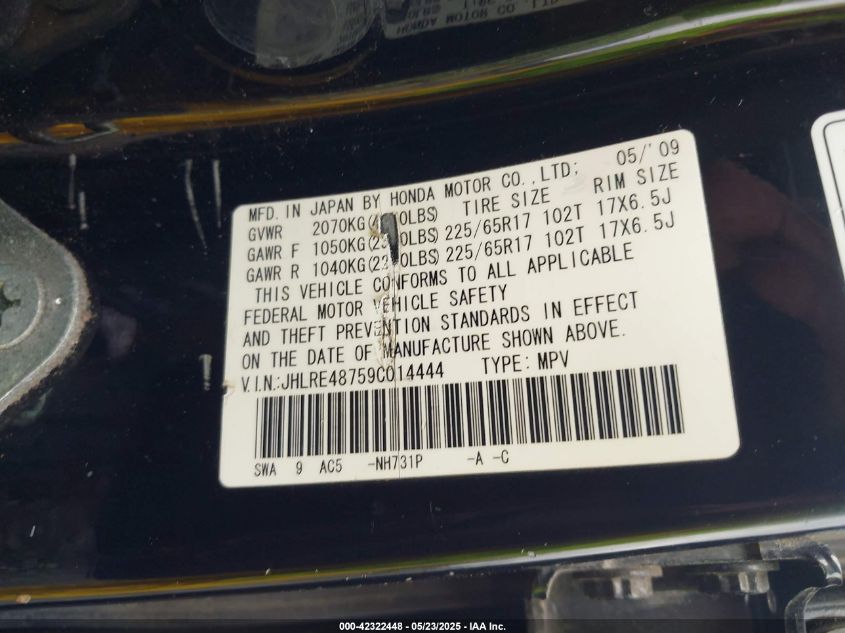 MFD. IN JAPAN BY HONDA MOTOR CO., LTD; 05/'09
GVWR 2070KG TIRE SIZE RIM SIZE
GAWR F 1050KG 225/65R17 102T 17X6.5J
GAWR R 1040KG 225/65R17 102T 17X6.5J
THIS VEHICLE CONFORMS TO ALL APPLICABLE
FEDERAL MOTOR VEHICLE SAFETY
AND THEFT PREVENTION STANDARDS IN EFFECT
ON THE DATE OF MANUFACTURE SHOWN ABOVE.
V.I.N.:JHLRE48759C014444 TYPE: MPV
SWA 9 AC5 -NH731P -A -C
000-42322448 - 05/23/2025 - IAA Inc.